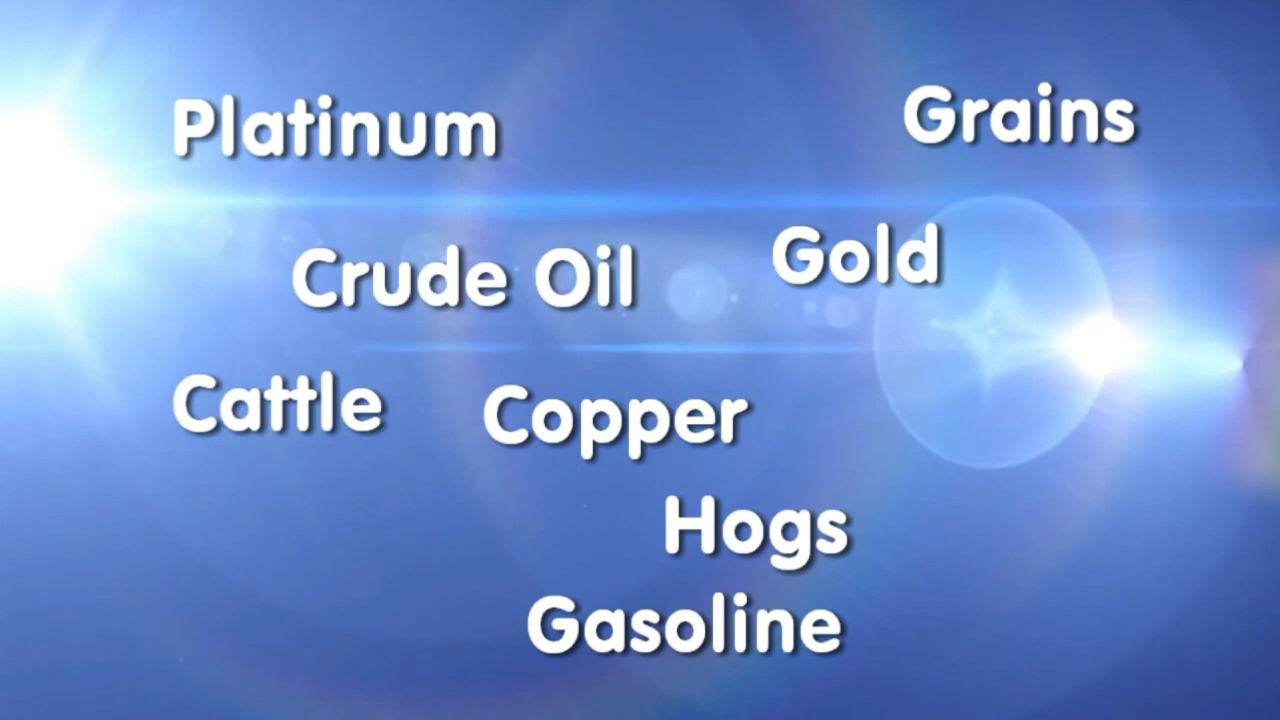 Platinum
Grains
Crude Oil
Gold
Cattle
Copper
Hogs
Gasoline